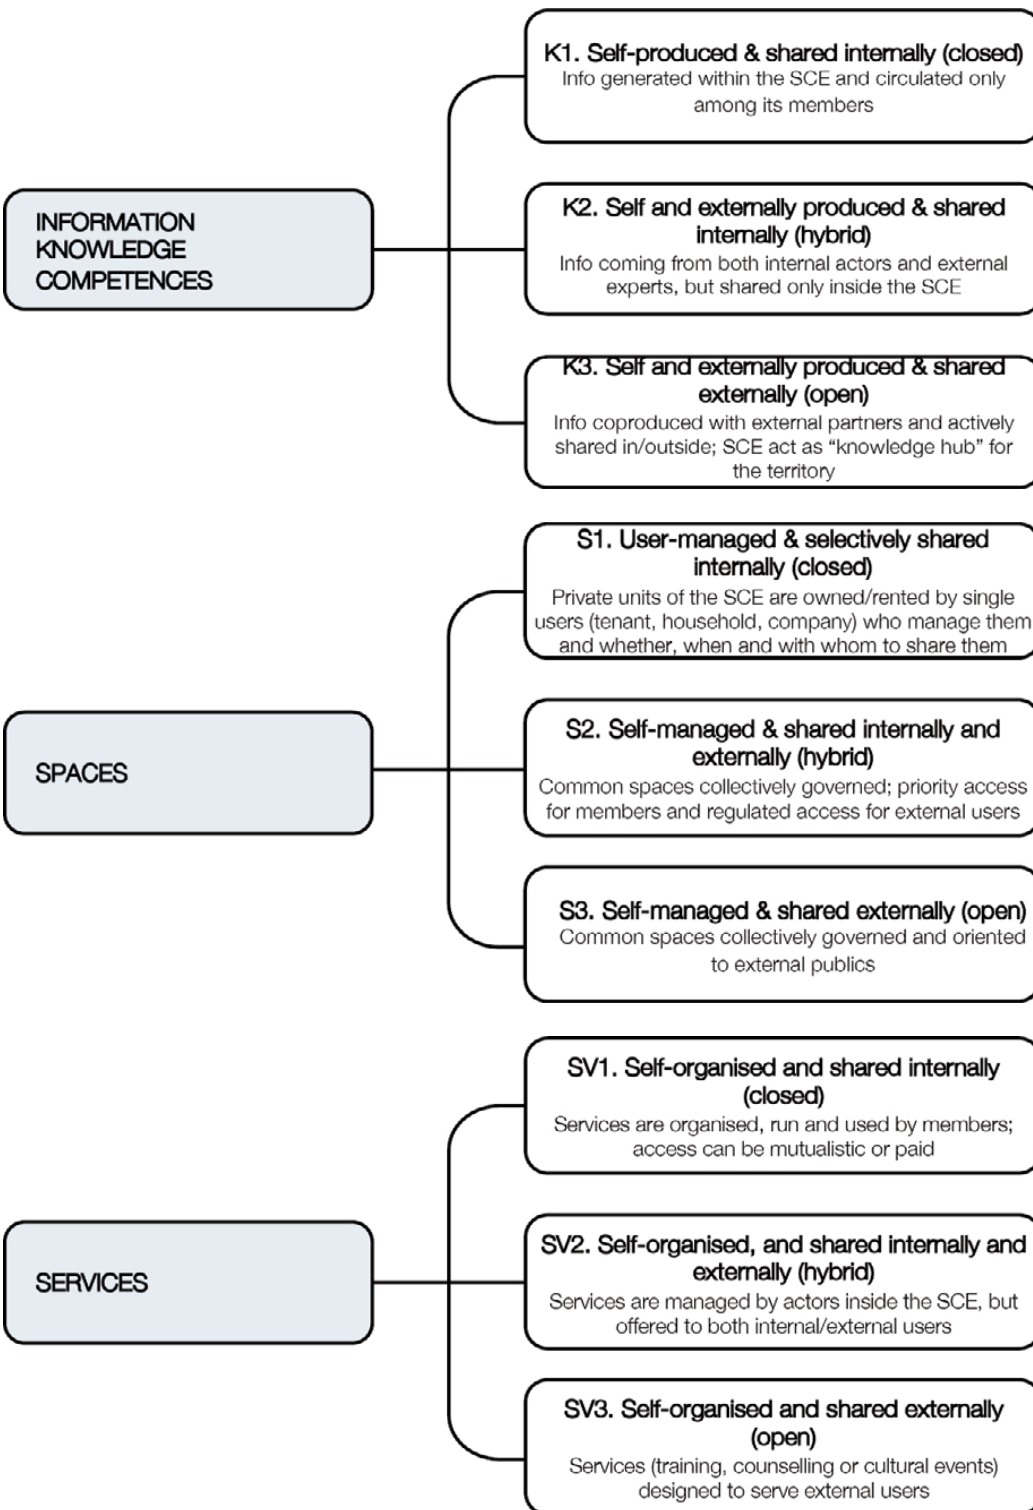 INFORMATION
KNOWLEDGE
COMPETENCES
K1. Self-produced & shared internally (closed)
Info generated within the SCE and circulated only
among its members
K2. Self and externally produced & shared
internally (hybrid)
Info coming from both internal actors and external
experts, but shared only inside the SCE
K3. Self and externally produced & shared
externally (open)
Info coproduced with external partners and actively
shared in/outside; SCE act as “knowledge hub” for
the territory
SPACES
S1. User-managed & selectively shared
internally (closed)
Private units of the SCE are owned/rented by single
users (tenant, household, company) who manage them
and whether, when and with whom to share them
S2. Self-managed & shared internally and
externally (hybrid)
Common spaces collectively governed; priority access
for members and regulated access for external users
S3. Self-managed & shared externally (open)
Common spaces collectively governed and oriented
to external publics
SERVICES
SV1. Self-organised and shared internally
(closed)
Services are organised, run and used by members;
access can be mutualistic or paid
SV2. Self-organised, and shared internally and
externally (hybrid)
Services are managed by actors inside the SCE, but
offered to both internal/external users
SV3. Self-organised and shared externally
(open)
Services (training, counselling or cultural events)
designed to serve external users